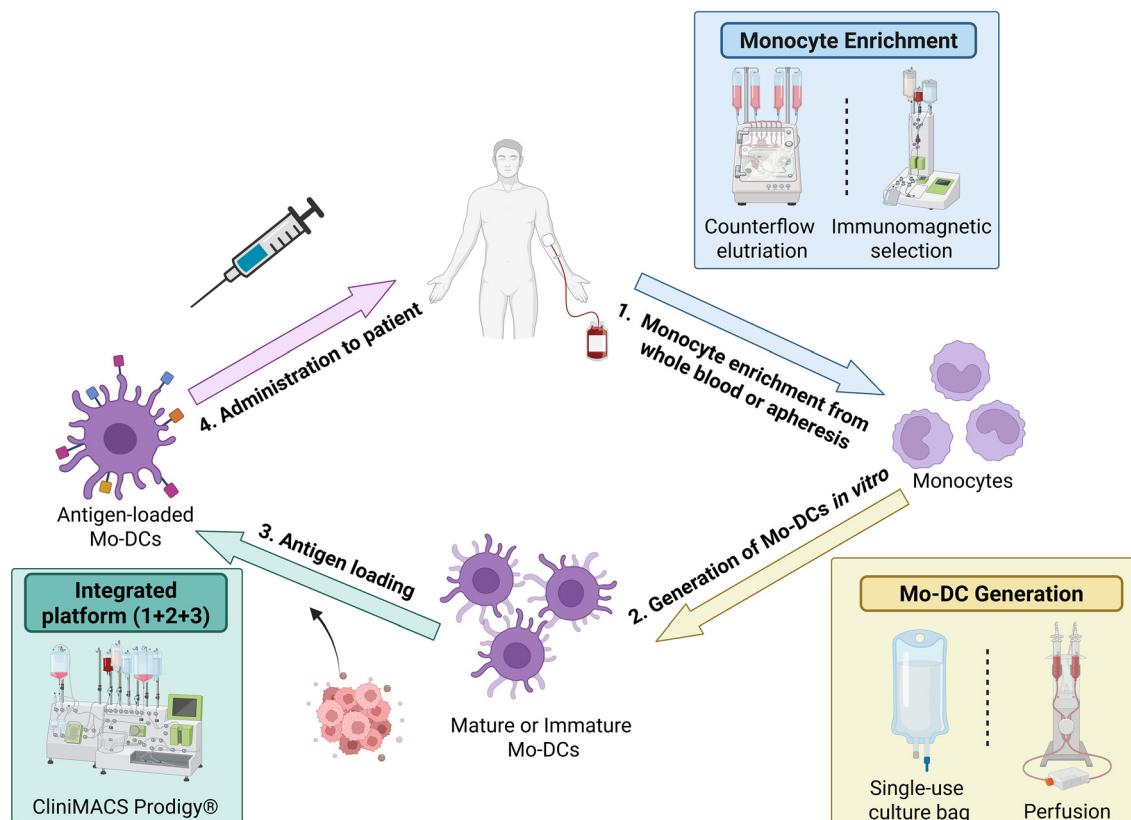 Monocyte Enrichment
Counterflow
elutriation
Immunomagnetic
selection
1. Monocyte enrichment from
whole blood or apheresis
Monocytes
2. Generation of Mo-DCs in vitro
Mo-DC Generation
Single-use
culture bag
Perfusion
Mature or Immature
Mo-DCs
3. Antigen loading
Antigen-loaded
Mo-DCs
4. Administration to patient
Integrated
platform (1+2+3)
CliniMACS Prodigy®